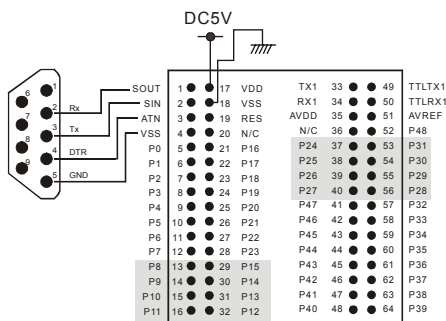 DC5V
SOUT 1 17 VDD TX1 33 49 TTLTX1
SIN 2 18 VSS RX1 34 50 TTLRX1
ATN 3 19 RES AVDD 35 51 AVREF
VSS 4 20 N/C N/C 36 52 P48
P0 5 21 P16 P24 37 53 P31
P1 6 22 P17 P25 38 54 P30
P2 7 23 P18 P26 39 55 P29
P3 8 24 P19 P27 40 56 P28
P4 9 25 P20 P47 41 57 P32
P5 10 26 P21 P46 42 58 P33
P6 11 27 P22 P45 43 59 P34
P7 12 28 P23 P44 44 60 P35
P8 13 29 P15 P43 45 61 P36
P9 14 30 P14 P42 46 62 P37
P10 15 31 P13 P41 47 63 P38
P11 16 32 P12 P40 48 64 P39
1
6
2 Rx
7
3 Tx
8
4 DTR
9
5 GND